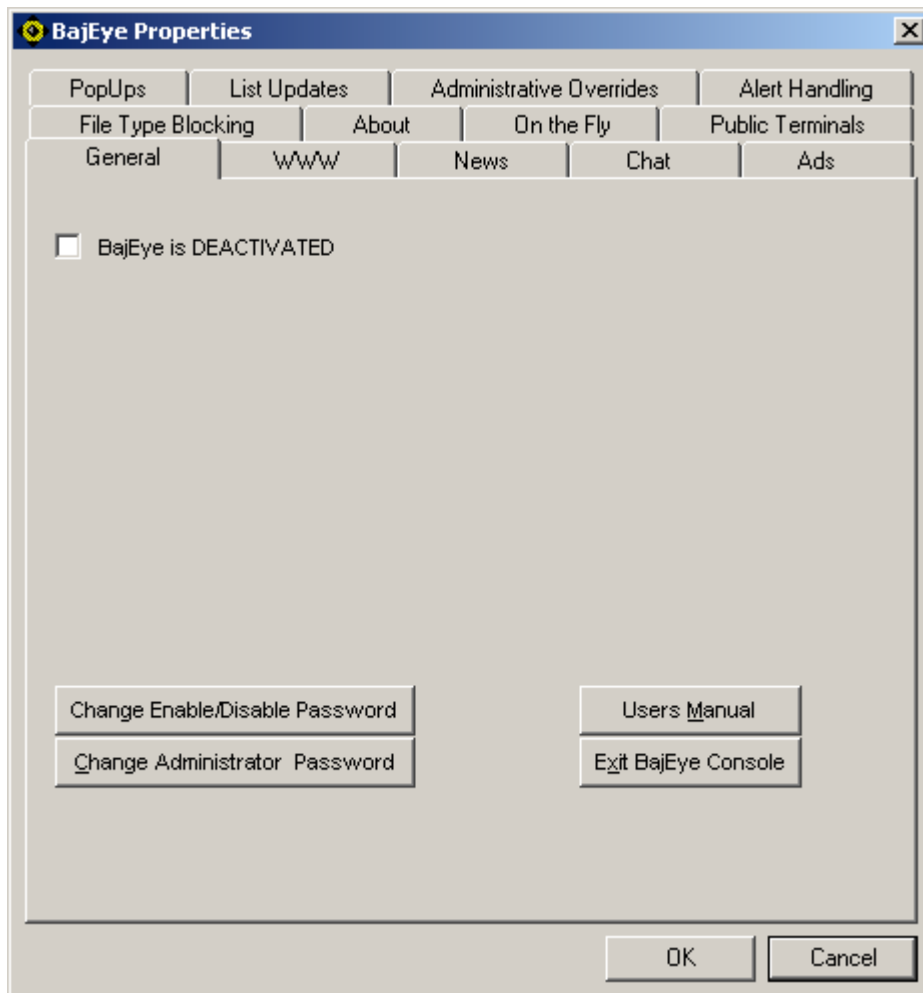 BajEye Properties
PopUps List Updates Administrative Overrides Alert Handling
File Type Blocking About On the Fly Public Terminals
General WWW News Chat Ads
BajEye is DEACTIVATED
Change Enable/Disable Password Users Manual
Change Administrator Password Exit BajEye Console
OK Cancel